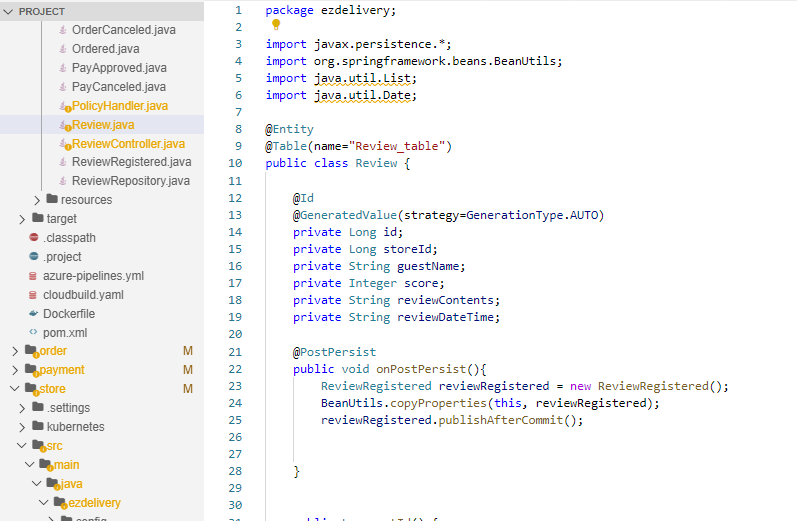 PROJECT
OrderCanceled.java
Ordered.java
PayApproved.java
PayCanceled.java
PolicyHandler.java
Review.java
ReviewController.java
ReviewRegistered.java
ReviewRepository.java
resources
target
.classpath
.project
azure-pipelines.yml
cloudbuild.yaml
Dockerfile
pom.xml
order M
payment M
store M
.settings
kubernetes
src
main
java
ezdelivery
config
1 package ezdelivery;
2
3 import javax.persistence.*;
4 import org.springframework.beans.BeanUtils;
5 import java.util.List;
6 import java.util.Date;
7
8 @Entity
9 @Table(name="Review_table")
10 public class Review {
11
12 @Id
13 @GeneratedValue(strategy=GenerationType.AUTO)
14 private Long id;
15 private Long storeId;
16 private String guestName;
17 private Integer score;
18 private String reviewContents;
19 private String reviewDateTime;
20
21 @PostPersist
22 public void onPostPersist(){
23 ReviewRegistered reviewRegistered = new ReviewRegistered();
24 BeanUtils.copyProperties(this, reviewRegistered);
25 reviewRegistered.publishAfterCommit();
26
27
28 }
29
30